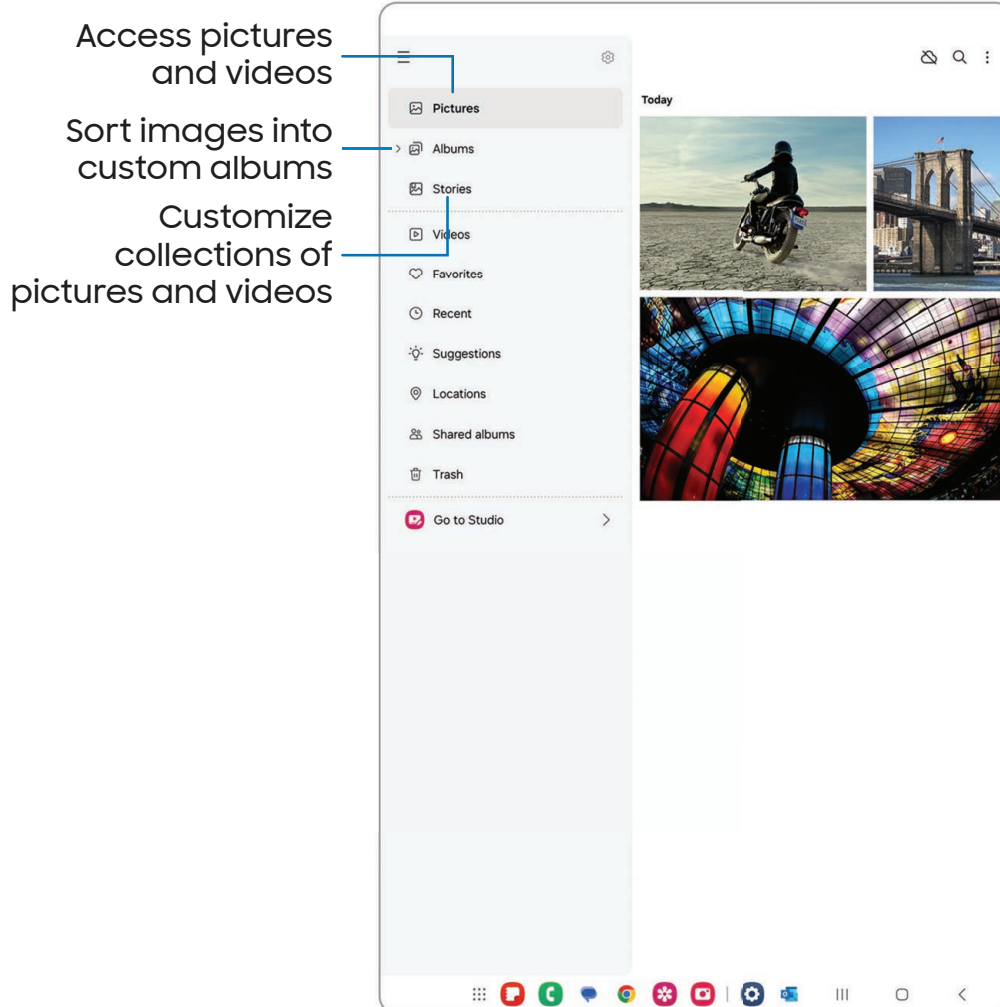 Access pictures
and videos
Sort images into
custom albums
Customize
collections of
pictures and videos
Pictures
Albums
Stories
Videos
Favorites
Recent
Suggestions
Locations
Shared albums
Trash
Go to Studio
Today